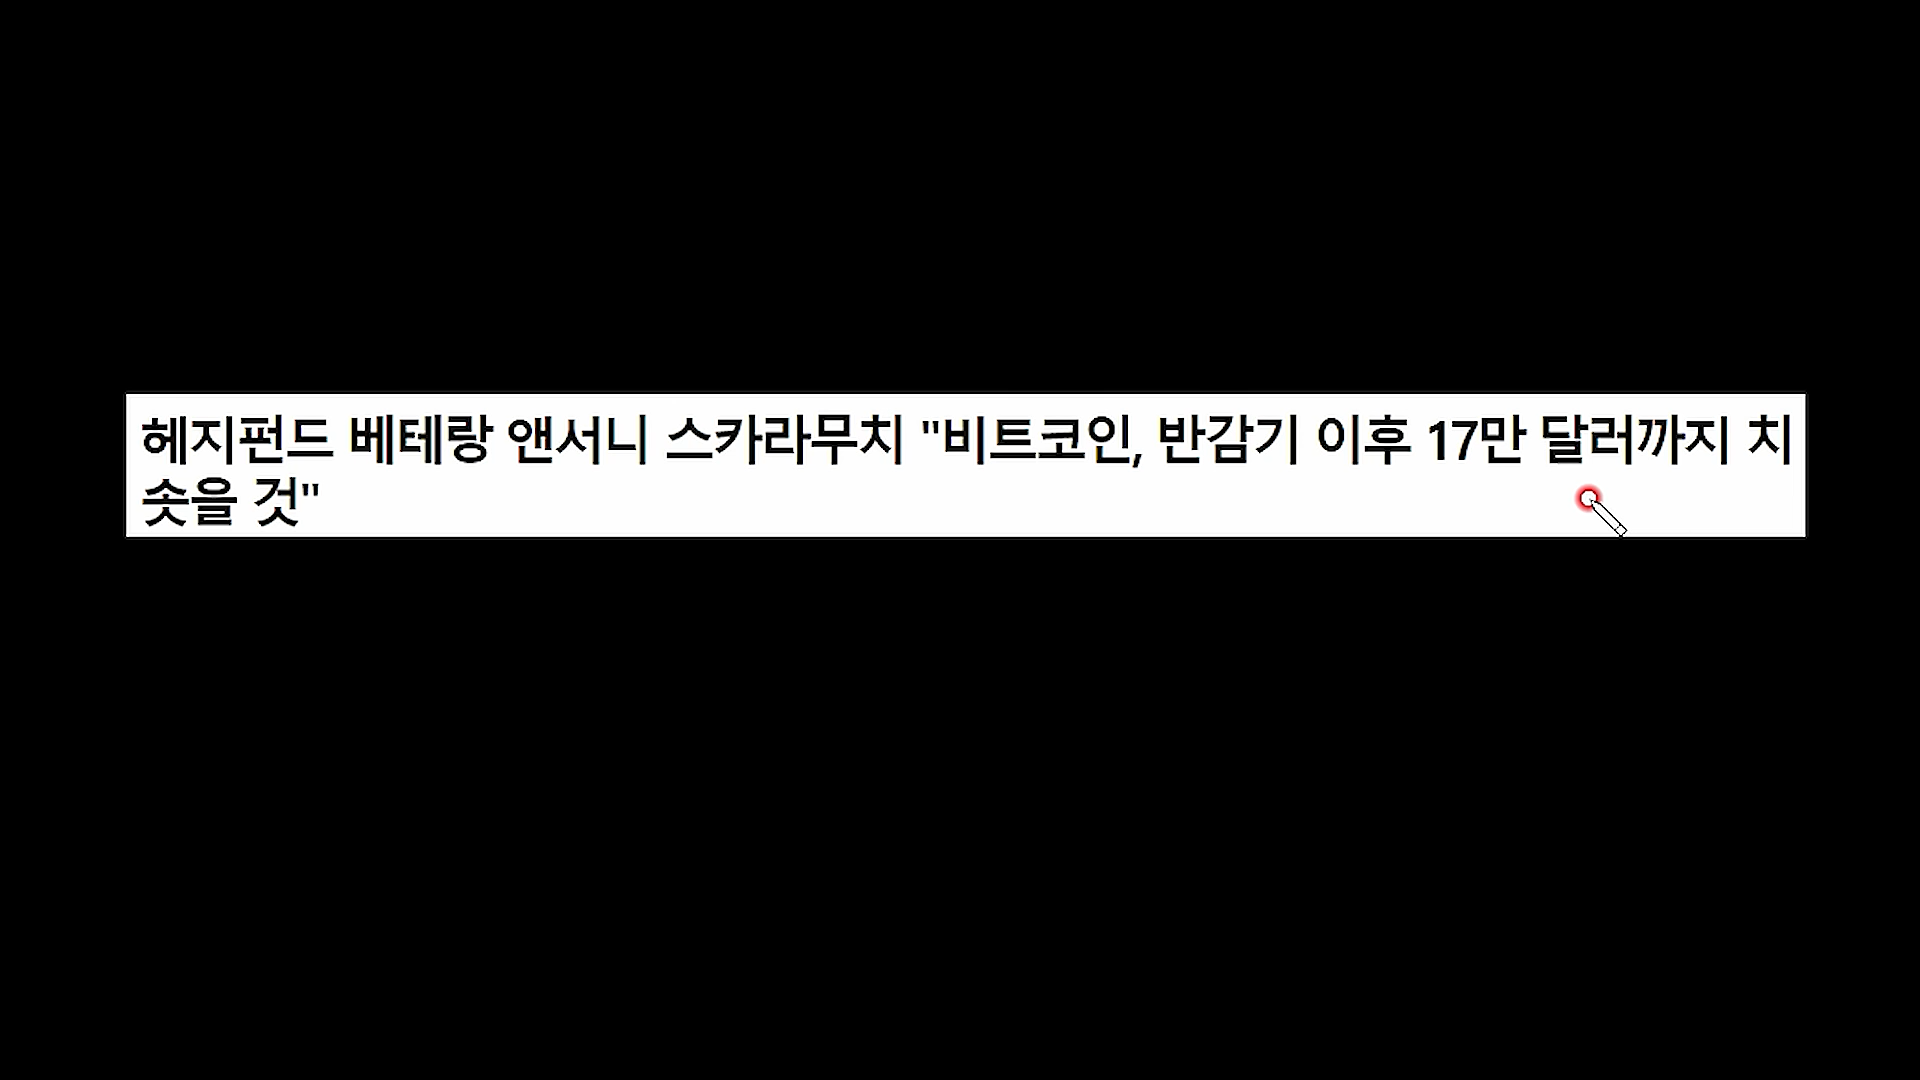 헤지펀드 베테랑 앤서니 스카라무치 "비트코인, 반감기 이후 17만 달러까지 치
솟을 것"